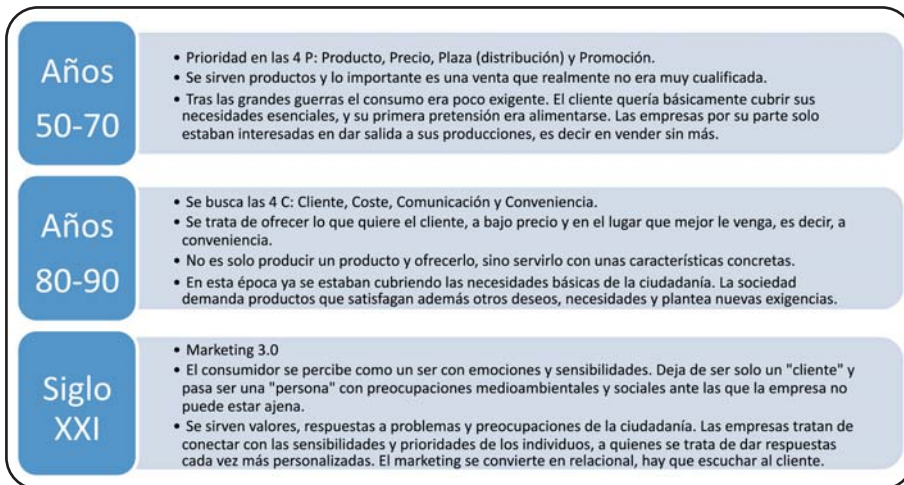 Años
50-70
• Prioridad en las 4 P: Producto, Precio, Plaza (distribución) y Promoción.
• Se sirven productos y lo importante es una venta que realmente no era muy cualificada.
• Tras las grandes guerras el consumo era poco exigente. El cliente quería básicamente cubrir sus
necesidades esenciales, y su primera pretensión era alimentarse. Las empresas por su parte solo
estaban interesadas en dar salida a sus producciones, es decir en vender sin más.
Años
80-90
• Se busca las 4 C: Cliente, Coste, Comunicación y Conveniencia.
• Se trata de ofrecer lo que quiere el cliente, a bajo precio y en el lugar que mejor le venga, es decir, a
conveniencia.
• No es solo producir un producto y ofrecerlo, sino servirlo con unas características concretas.
• En esta época ya se estaban cubriendo las necesidades básicas de la ciudadanía. La sociedad
demanda productos que satisfagan además otros deseos, necesidades y plantea nuevas exigencias.
Siglo
XXI
• Marketing 3.0
• El consumidor se percibe como un ser con emociones y sensibilidades. Deja de ser solo un "cliente" y
pasa ser una "persona" con preocupaciones medioambientales y sociales ante las que la empresa no
puede estar ajena.
• Se sirven valores, respuestas a problemas y preocupaciones de la ciudadanía. Las empresas tratan de
conectar con las sensibilidades y prioridades de los individuos, a quienes se trata de dar respuestas
cada vez más personalizadas. El marketing se convierte en relacional, hay que escuchar al cliente.